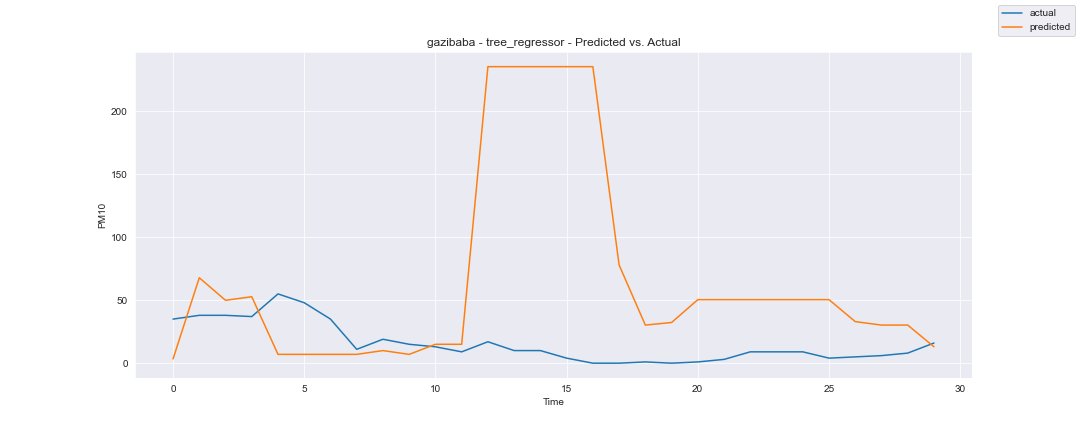 actual
predicted
gazibaba - tree_regressor - Predicted vs. Actual
200
150
100
50
0
PM10
0 5 10 15 20 25 30
Time